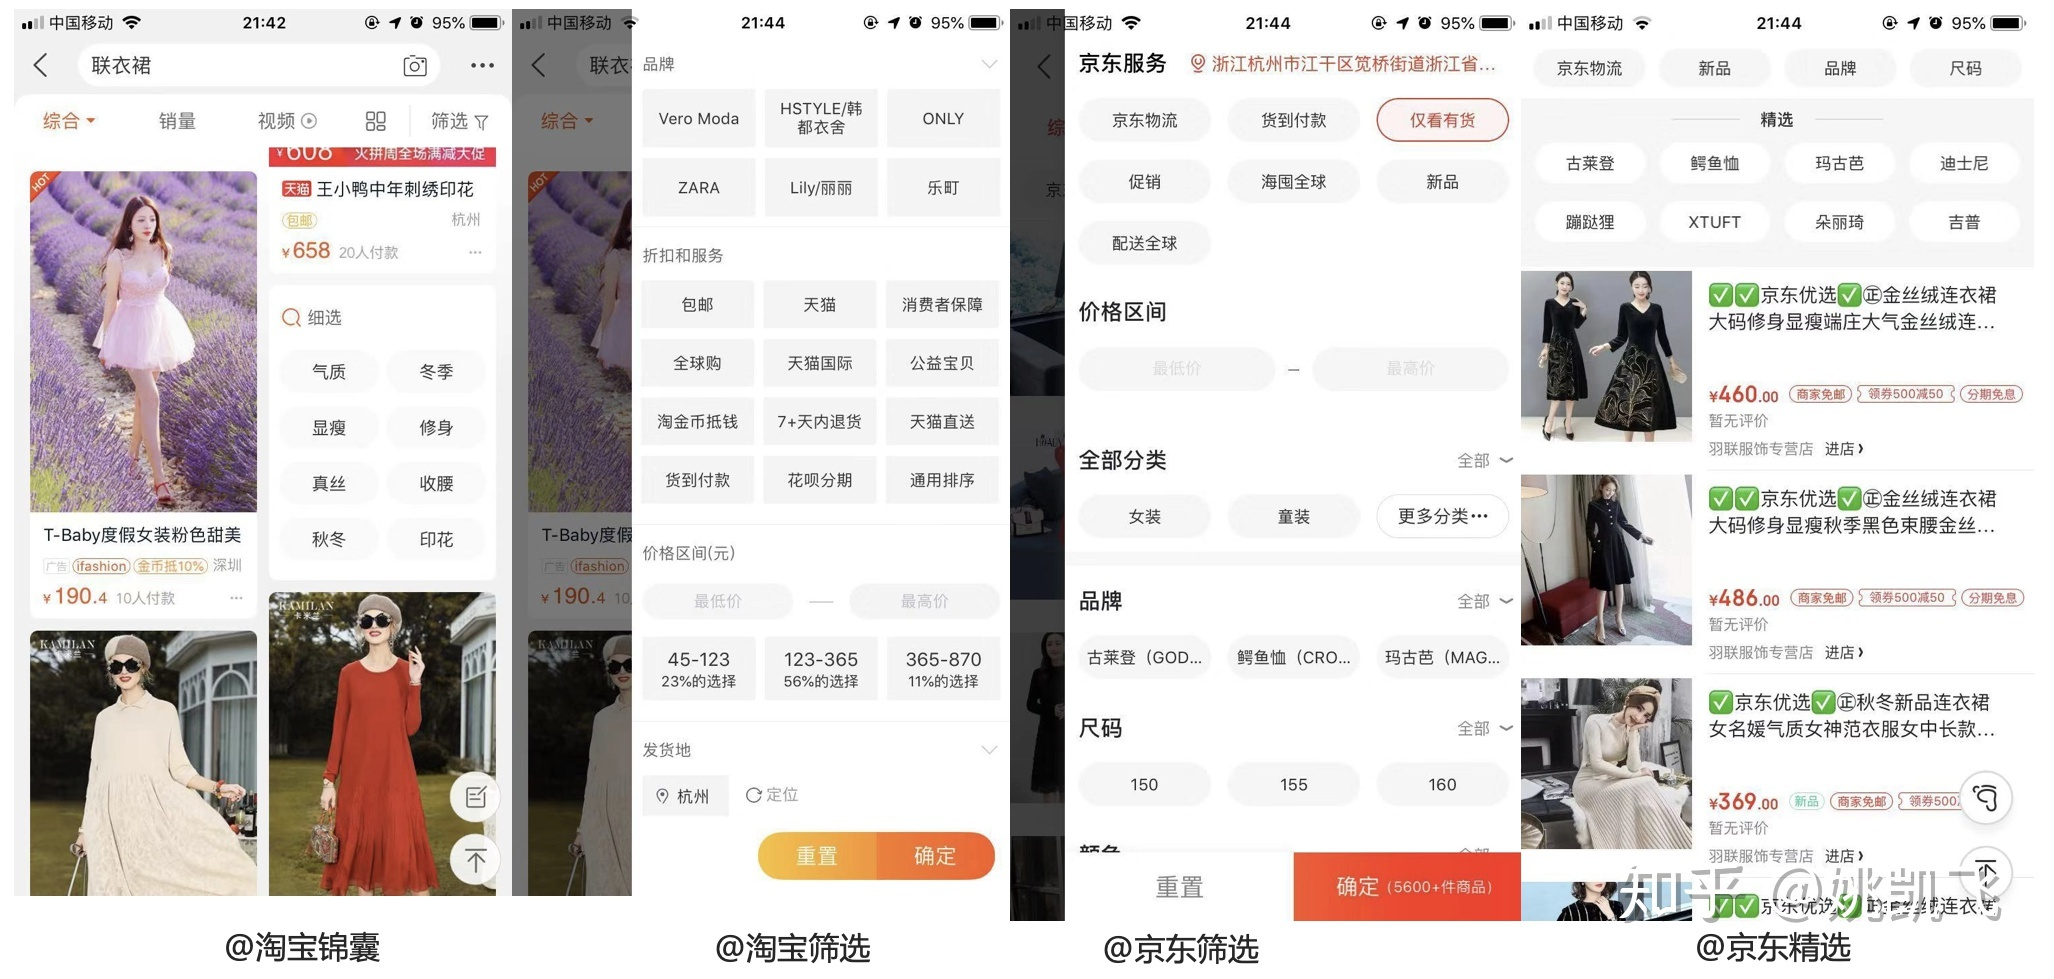 中国移动
21:42
95%
联衣裙
综合
销量
视频
筛选
¥608
火拼周全场满减大促
HOT
天猫 王小鸭中年刺绣印花
包邮
杭州
¥658 20人付款
细选
气质
冬季
显瘦
修身
真丝
收腰
秋冬
印花
T-Baby度假女装粉色甜美
广告 ifashion 金币抵10% 深圳
¥190.4 10人付款
KAMILAN
卡米兰
KAMILAN
卡米兰
@淘宝锦囊
中国移动
21:44
95%
联衣
综合
HOT
T-Baby度假
广告 ifashion
¥190.4 10
KAMILAN
卡米兰
品牌
Vero Moda
HSTYLE/韩
都衣舍
ONLY
ZARA
Lily/丽丽
乐町
折扣和服务
包邮
天猫
消费者保障
全球购
天猫国际
公益宝贝
淘金币抵钱
7+天内退货
天猫直送
货到付款
花呗分期
通用排序
价格区间(元)
最低价
最高价
45-123
23%的选择
123-365
56%的选择
365-870
11%的选择
发货地
杭州
定位
重置
确定
@淘宝筛选
中国移动
21:44
95%
综
京东服务
浙江杭州市江干区笕桥街道浙江省...
京东物流
货到付款
仅看有货
促销
海囤全球
新品
配送全球
价格区间
最低价
最高价
全部分类
全部
女装
童装
更多分类···
品牌
全部
古莱登（GOD...
鳄鱼恤（CRO...
玛古芭（MAG...
尺码
全部
150
155
160
颜色
全部
重置
确定 (5600+件商品)
@京东筛选
中国移动
21:44
95%
京东物流
新品
品牌
尺码
精选
古莱登
鳄鱼恤
玛古芭
迪士尼
蹦跶狸
XTUFT
朵丽琦
吉普
✅✅京东优选✅㊣金丝绒连衣裙
大码修身显瘦端庄大气金丝绒连...
¥460.00 商家免邮 领券500减50 分期免息
暂无评价
羽联服饰专营店 进店
✅✅京东优选✅㊣金丝绒连衣裙
大码修身显瘦秋季黑色束腰金丝...
¥486.00 商家免邮 领券500减50 分期免息
暂无评价
羽联服饰专营店 进店
✅京东优选✅㊣秋冬新品连衣裙
女名媛气质女神范衣服女中长款...
¥369.00 新品 商家免邮 领券500
暂无评价
羽联服饰专营店 进店
✅✅京东优选✅㊣金丝绒连衣裙
知乎 @姚凯飞
@京东精选